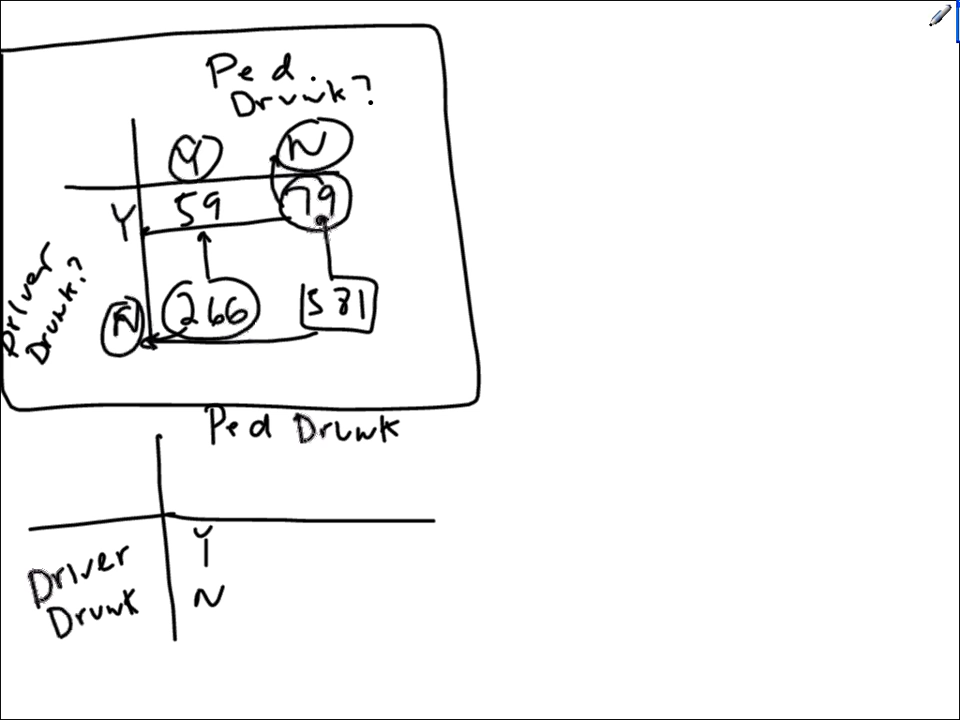 Ped.
Drunk?
Y N
Y 59 79
Driver
Drunk?
N 266 581
Ped Drunk
Y
Driver
Drunk
N